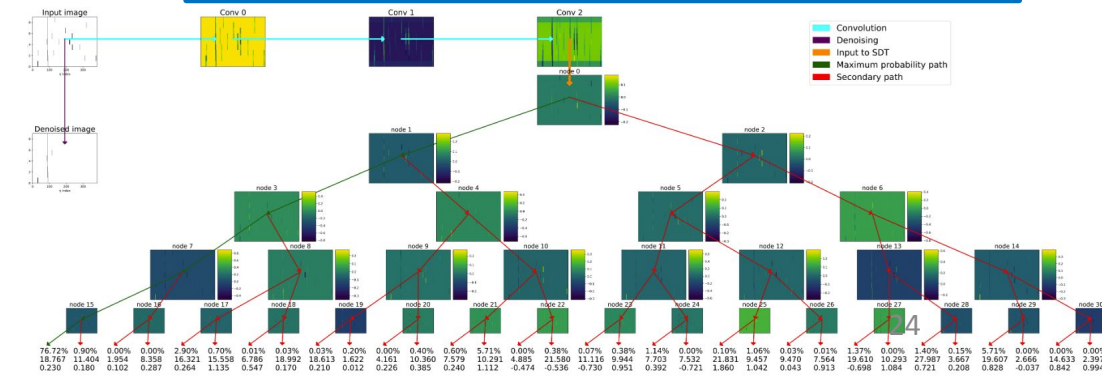 Input image
Conv 0
Conv 1
Conv 2
Convolution
Denoising
Input to SDT
Maximum probability path
Secondary path
node 0
Denoised image
node 1
node 2
node 3
node 4
node 5
node 6
node 7
node 8
node 9
node 10
node 11
node 12
node 13
node 14
node 15
node 16
node 17
node 18
node 19
node 20
node 21
node 22
node 23
node 24
node 25
node 26
node 27
node 28
node 29
node 30
24
76.72% 0.90% 0.00% 0.00% 2.90% 0.70% 0.01% 0.03% 0.03% 0.20% 0.00% 0.40% 0.60% 5.71% 0.00% 0.38% 0.07% 0.38% 1.14% 0.00% 0.10% 1.06% 0.03% 0.01% 1.37% 0.00% 1.40% 0.15% 5.71% 0.00% 0.00% 0.00%
18.767 11.404 1.954 8.358 16.321 15.558 6.786 18.992 18.613 1.622 4.161 10.360 7.579 10.291 4.885 21.580 11.116 9.944 7.703 7.532 21.831 9.457 9.470 7.564 19.610 10.293 27.987 3.667 19.607 2.666 14.633 2.397
0.230 0.180 0.102 0.287 0.264 1.135 0.547 0.170 0.210 0.012 0.226 0.385 0.240 1.112 -0.474 -0.536 -0.730 0.951 0.392 -0.721 1.860 1.042 0.043 0.913 -0.698 1.084 0.721 0.208 0.828 -0.037 0.842 0.994